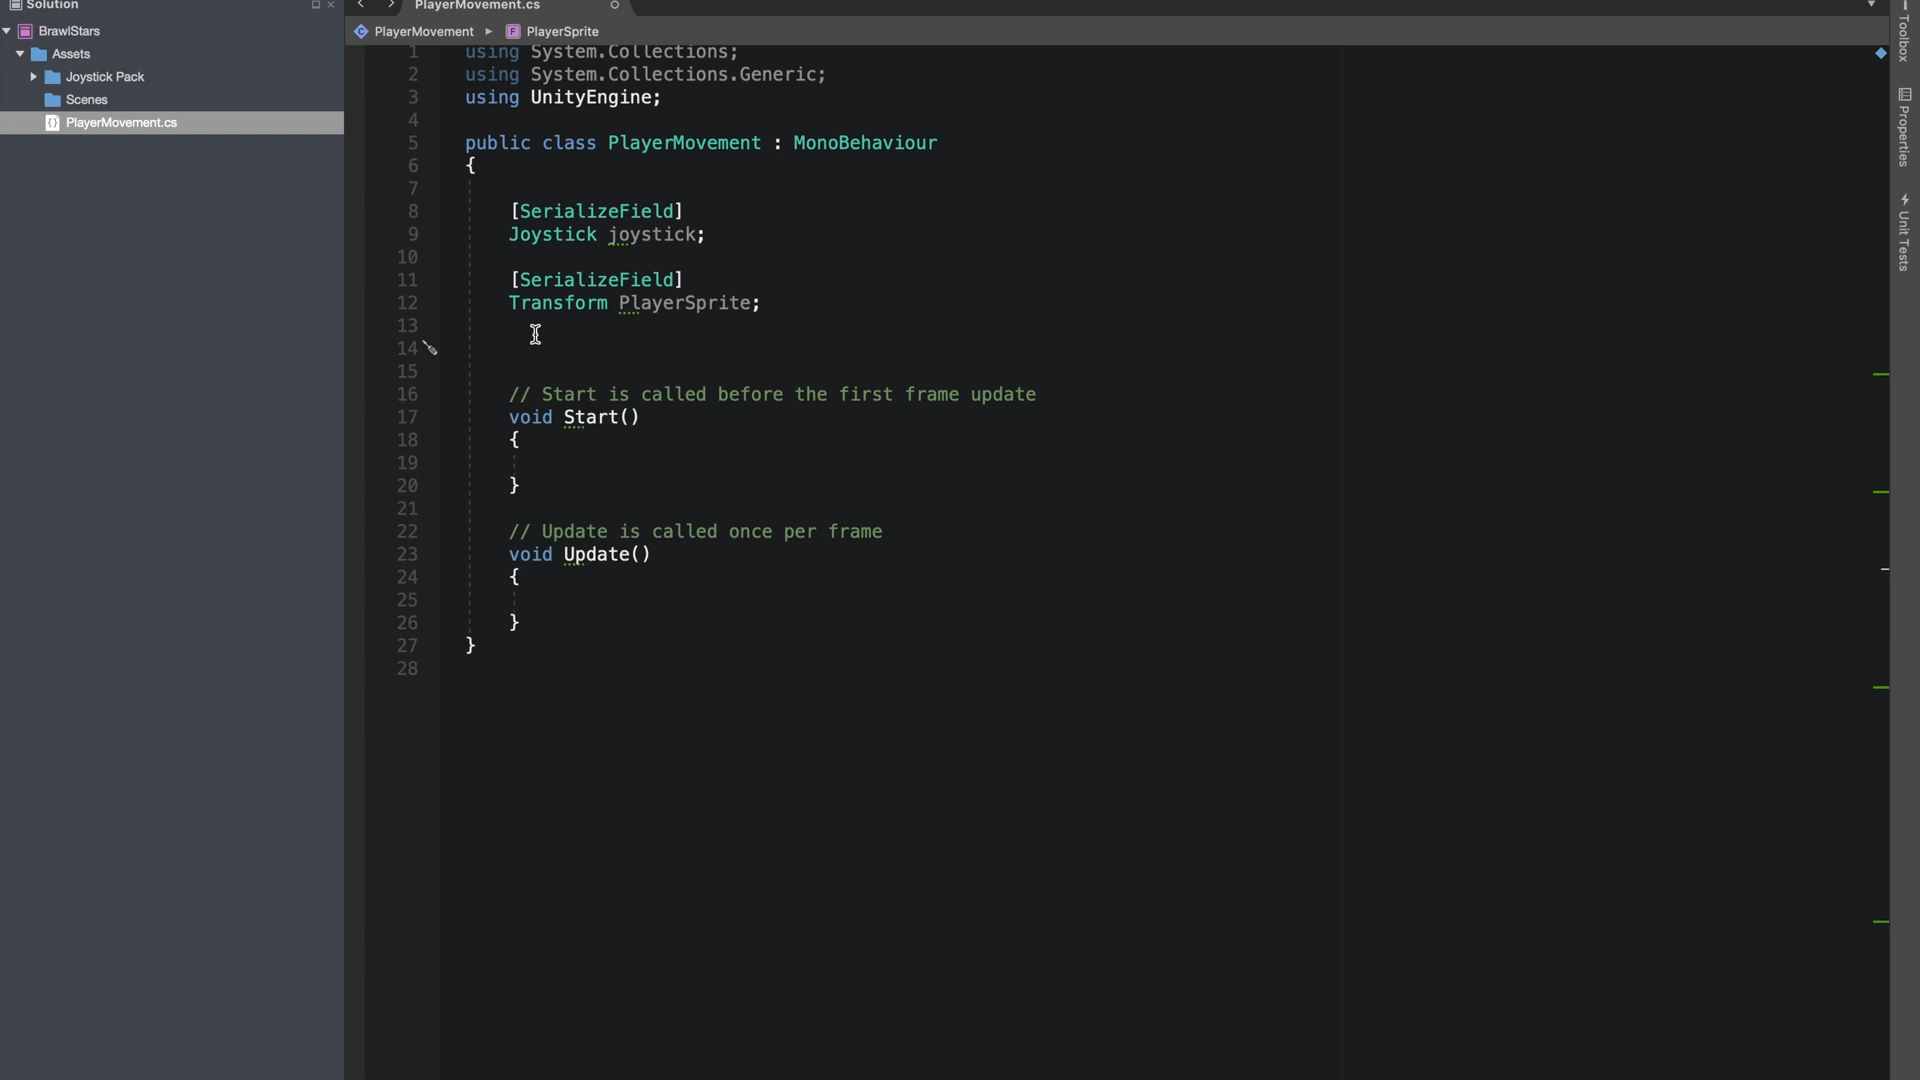 Solution
BrawlStars
Assets
Joystick Pack
Scenes
PlayerMovement.cs
PlayerMovement.cs
PlayerMovement
PlayerSprite
1 using System.Collections;
2 using System.Collections.Generic;
3 using UnityEngine;
4
5 public class PlayerMovement : MonoBehaviour
6 {
7
8 [SerializeField]
9 Joystick joystick;
10
11 [SerializeField]
12 Transform PlayerSprite;
13
14
15
16 // Start is called before the first frame update
17 void Start()
18 {
19
20 }
21
22 // Update is called once per frame
23 void Update()
24 {
25
26 }
27 }
28
Toolbox
Properties
Unit Tests